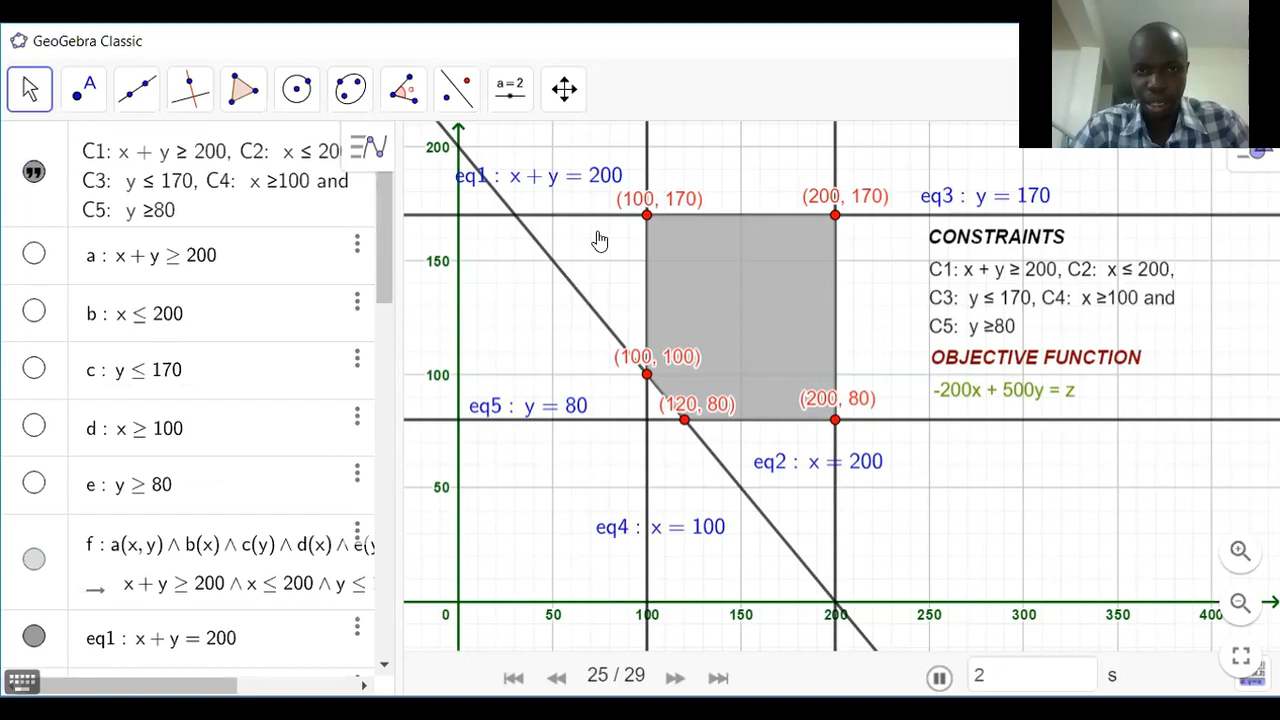 GeoGebra Classic
A
a=2
C1: x + y ≥ 200, C2: x ≤ 20
C3: y ≤ 170, C4: x ≥100 and
C5: y ≥80
a : x + y ≥ 200
b : x ≤ 200
c : y ≤ 170
d : x ≥ 100
e : y ≥ 80
f : a(x, y) ∧ b(x) ∧ c(y) ∧ d(x) ∧ e(y
→ x + y ≥ 200 ∧ x ≤ 200 ∧ y ≤
eq1 : x + y = 200
200
eq1 : x + y = 200
(100, 170)
(200, 170)
eq3 : y = 170
CONSTRAINTS
C1: x + y ≥ 200, C2: x ≤ 200,
C3: y ≤ 170, C4: x ≥100 and
C5: y ≥80
OBJECTIVE FUNCTION
-200x + 500y = z
150
(100, 100)
100
eq5 : y = 80
(120, 80)
(200, 80)
eq2 : x = 200
50
eq4 : x = 100
0 50 100 150 200 250 300 350 400
25 / 29
2 s